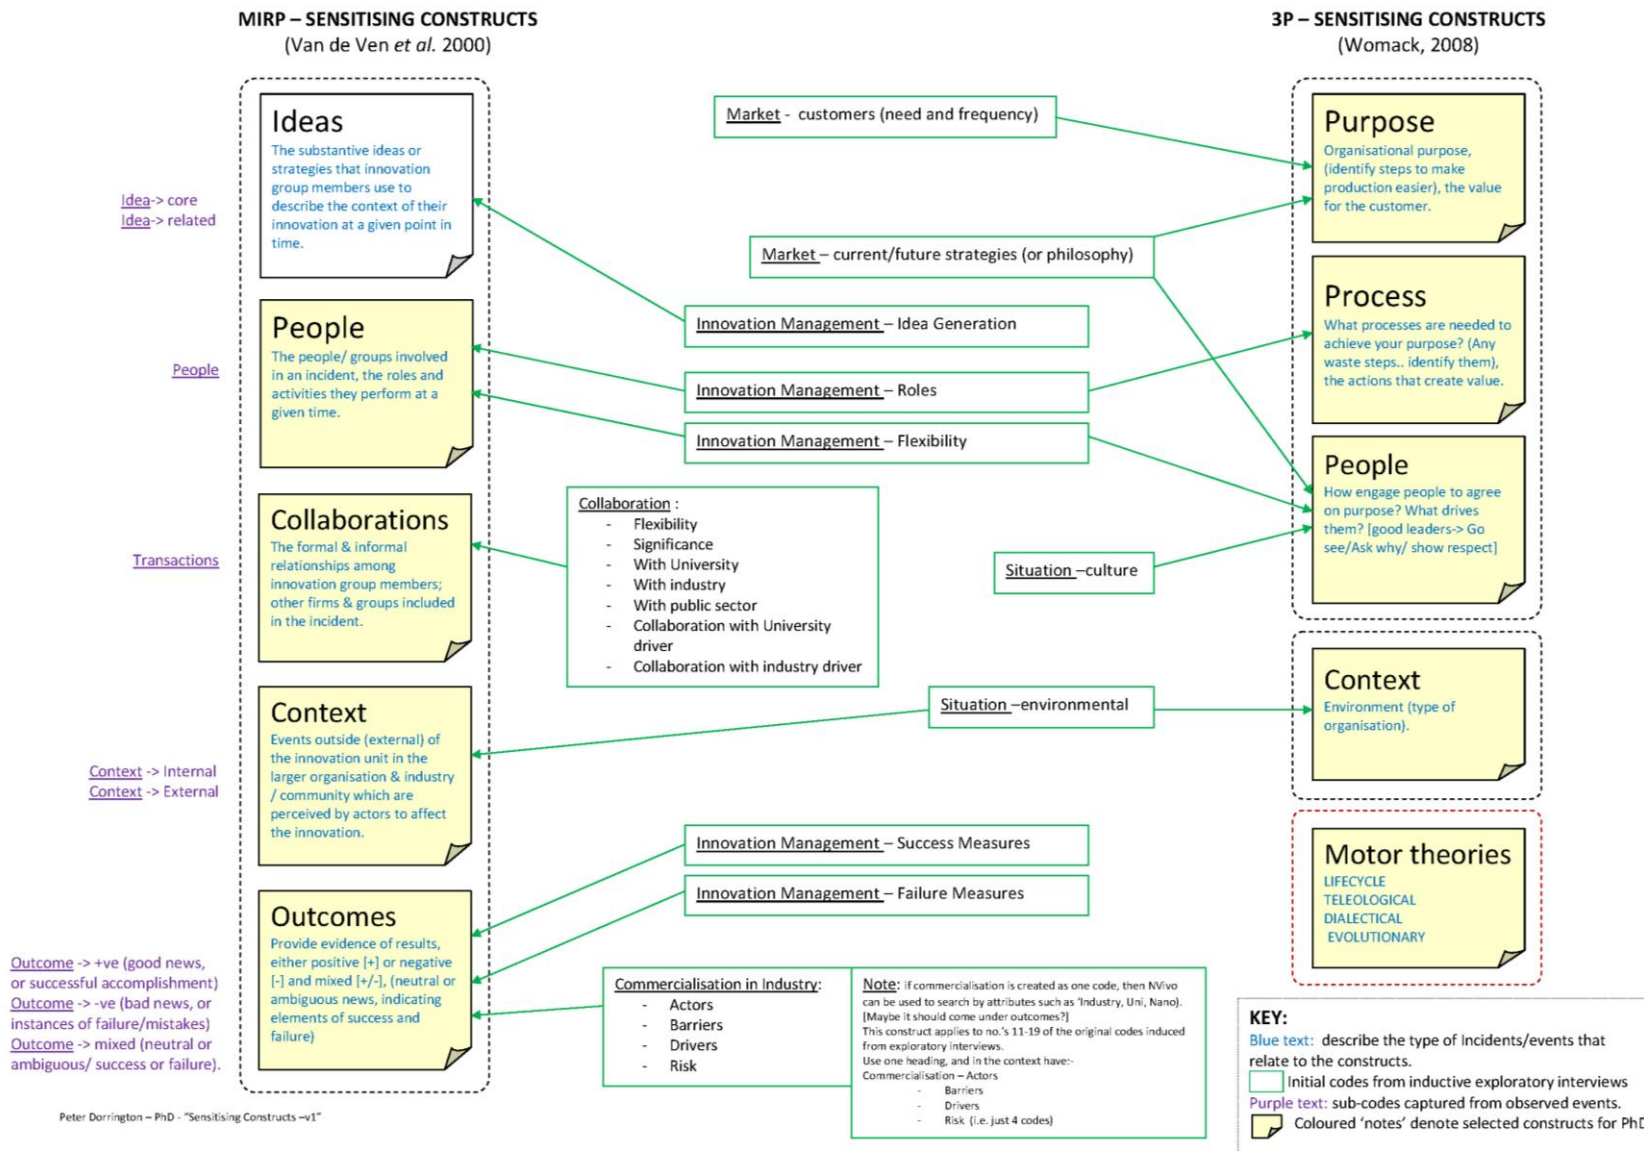 MIRP – SENSITISING CONSTRUCTS
(Van de Ven et al. 2000)
3P – SENSITISING CONSTRUCTS
(Womack, 2008)
Idea-> core
Idea-> related
People
Transactions
Context -> Internal
Context -> External
Outcome -> +ve (good news,
or successful accomplishment)
Outcome -> -ve (bad news, or
instances of failure/mistakes)
Outcome -> mixed (neutral or
ambiguous/ success or failure).
Ideas
The substantive ideas or
strategies that innovation
group members use to
describe the context of their
innovation at a given point in
time.
People
The people/ groups involved
in an incident, the roles and
activities they perform at a
given time.
Collaborations
The formal & informal
relationships among
innovation group members;
other firms & groups included
in the incident.
Context
Events outside (external) of
the innovation unit in the
larger organisation & industry
/ community which are
perceived by actors to affect
the innovation.
Outcomes
Provide evidence of results,
either positive [+] or negative
[-] and mixed [+/-], (neutral or
ambiguous news, indicating
elements of success and
failure)
Market - customers (need and frequency)
Market – current/future strategies (or philosophy)
Innovation Management – Idea Generation
Innovation Management – Roles
Innovation Management – Flexibility
Collaboration :
- Flexibility
- Significance
- With University
- With industry
- With public sector
- Collaboration with University
driver
- Collaboration with industry driver
Situation –culture
Situation –environmental
Innovation Management – Success Measures
Innovation Management – Failure Measures
Commercialisation in Industry:
- Actors
- Barriers
- Drivers
- Risk
Note: if commercialisation is created as one code, then NVivo
can be used to search by attributes such as 'Industry, Uni, Nano).
[Maybe it should come under outcomes?]
This construct applies to no.'s 11-19 of the original codes induced
from exploratory interviews.
Use one heading, and in the context have:-
Commercialisation – Actors
- Barriers
- Drivers
- Risk (i.e. just 4 codes)
Purpose
Organisational purpose,
(identify steps to make
production easier), the value
for the customer.
Process
What processes are needed to
achieve your purpose? (Any
waste steps.. identify them),
the actions that create value.
People
How engage people to agree
on purpose? What drives
them? [good leaders-> Go
see/Ask why/ show respect]
Context
Environment (type of
organisation).
Motor theories
LIFECYCLE
TELEOLOGICAL
DIALECTICAL
EVOLUTIONARY
KEY:
Blue text: describe the type of Incidents/events that
relate to the constructs.
Initial codes from inductive exploratory interviews
Purple text: sub-codes captured from observed events.
Coloured 'notes' denote selected constructs for PhD
Peter Dorrington – PhD - "Sensitising Constructs –v1"